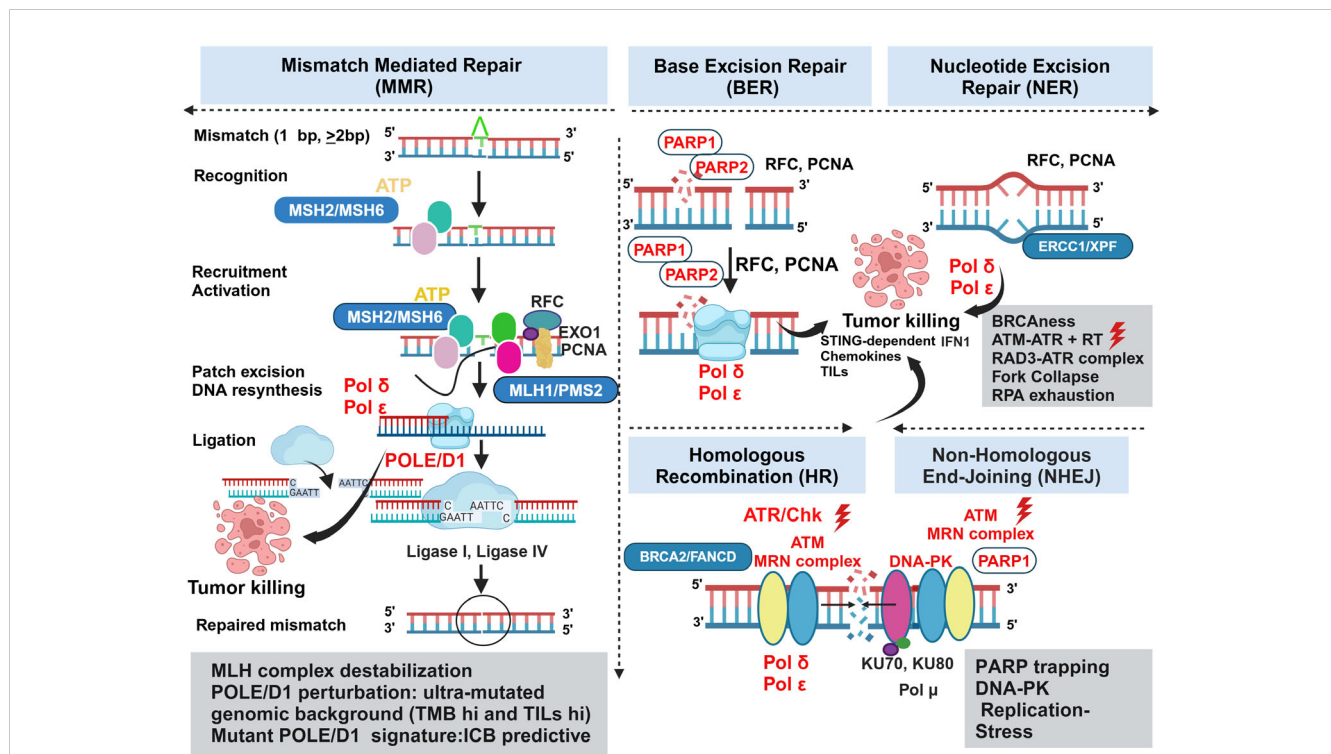 Mismatch Mediated Repair
(MMR)
Mismatch (1 bp, ≥2bp)
5'
3'
3'
5'
Recognition
ATP
MSH2/MSH6
T
Recruitment
Activation
ATP
MSH2/MSH6
RFC
EXO1
PCNA
T
Patch excision
DNA resynthesis
Pol δ
Pol ε
MLH1/PMS2
Ligation
POLE/D1
C
GAATT
AATTC
C
GAATT
AATTC
C
Tumor killing
Ligase I, Ligase IV
Repaired mismatch
5'
3'
3'
5'
MLH complex destabilization
POLE/D1 perturbation: ultra-mutated
genomic background (TMB hi and TILs hi)
Mutant POLE/D1 signature:ICB predictive
Base Excision Repair
(BER)
PARP1
PARP2
RFC, PCNA
5'
3'
3'
5'
PARP1
PARP2
RFC, PCNA
Pol δ
Pol ε
Nucleotide Excision
Repair (NER)
RFC, PCNA
5'
3'
3'
5'
ERCC1/XPF
Pol δ
Pol ε
Tumor killing
STING-dependent IFN1
Chemokines
TILs
BRCAness
ATM-ATR + RT
RAD3-ATR complex
Fork Collapse
RPA exhaustion
Homologous
Recombination (HR)
ATR/Chk
ATM
MRN complex
BRCA2/FANCD
5'
3'
Pol δ
Pol ε
Non-Homologous
End-Joining (NHEJ)
ATM
MRN complex
DNA-PK
PARP1
3'
5'
KU70, KU80
Pol μ
PARP trapping
DNA-PK
Replication-
Stress